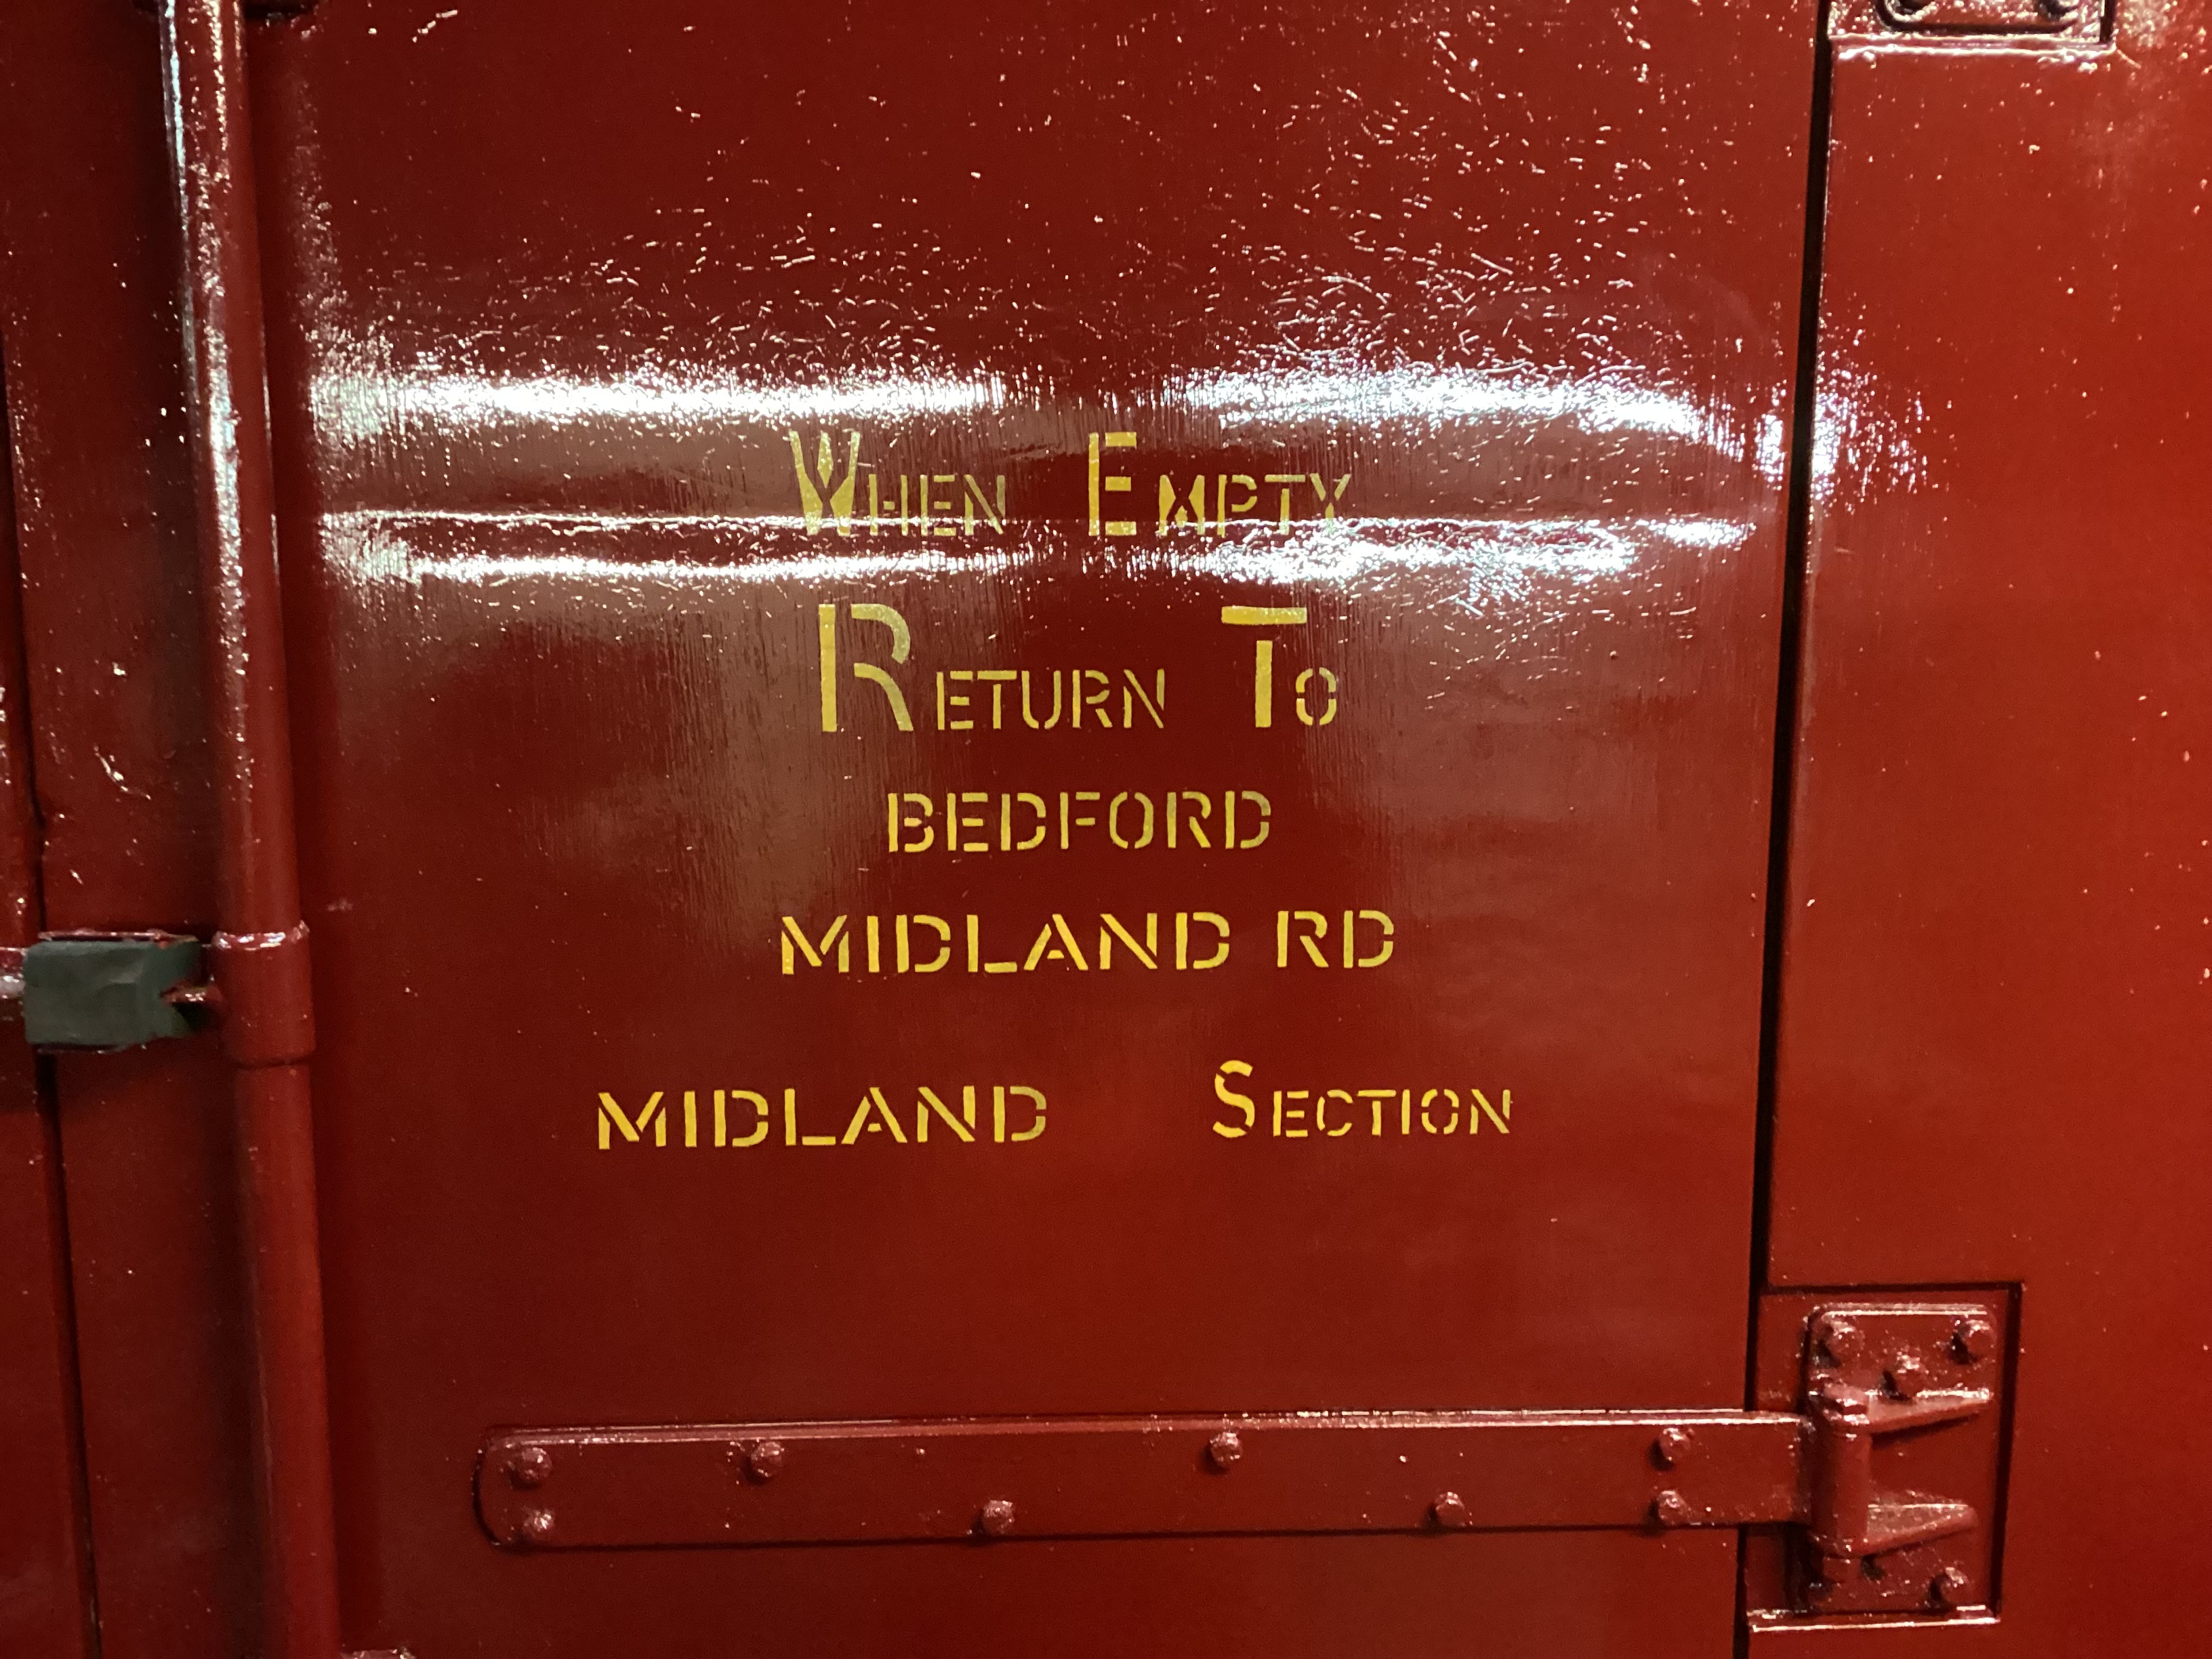 WHEN EMPTY
RETURN TO
BEDFORD
MIDLAND RD
MIDLAND SECTION